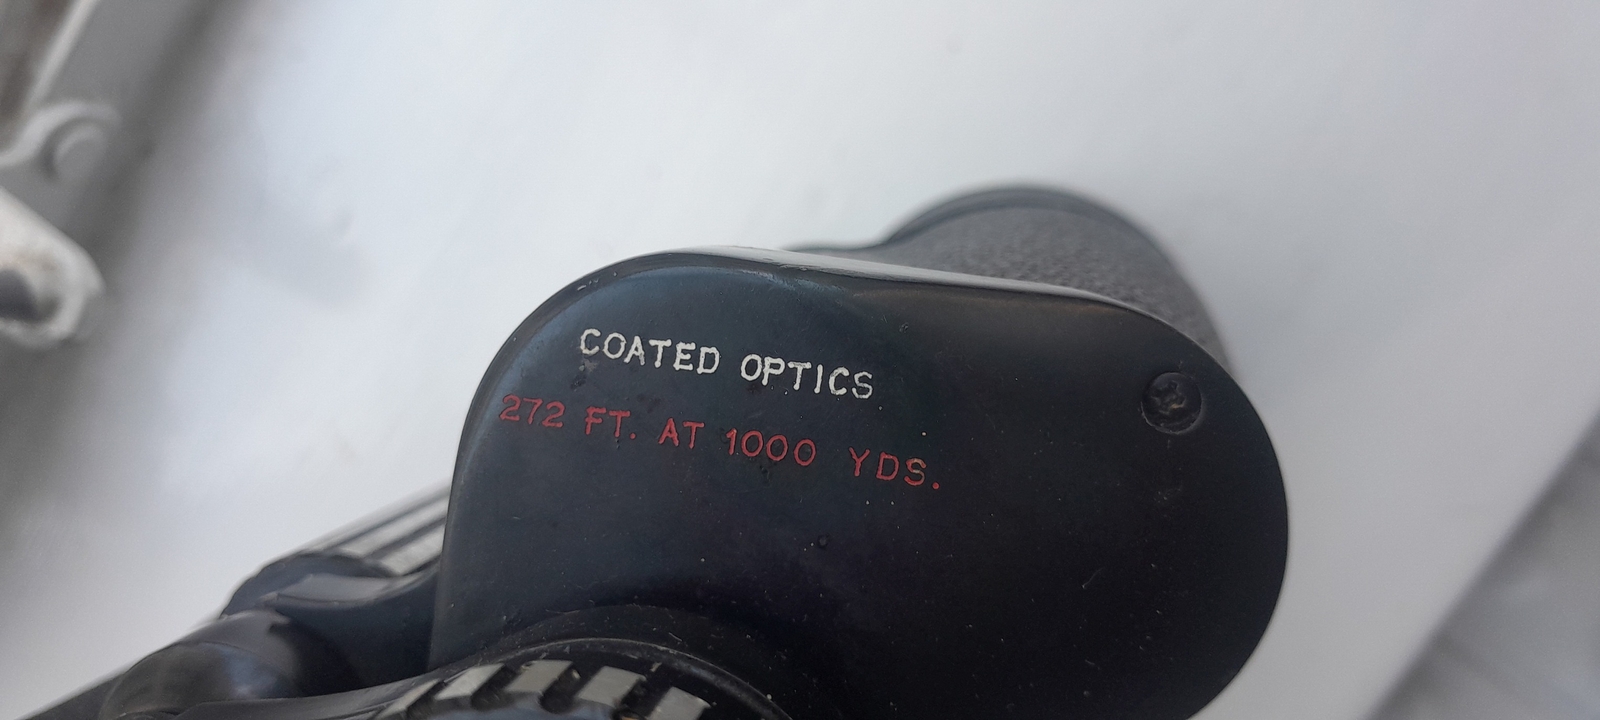 COATED OPTICS
272 FT. AT 1000 YDS.